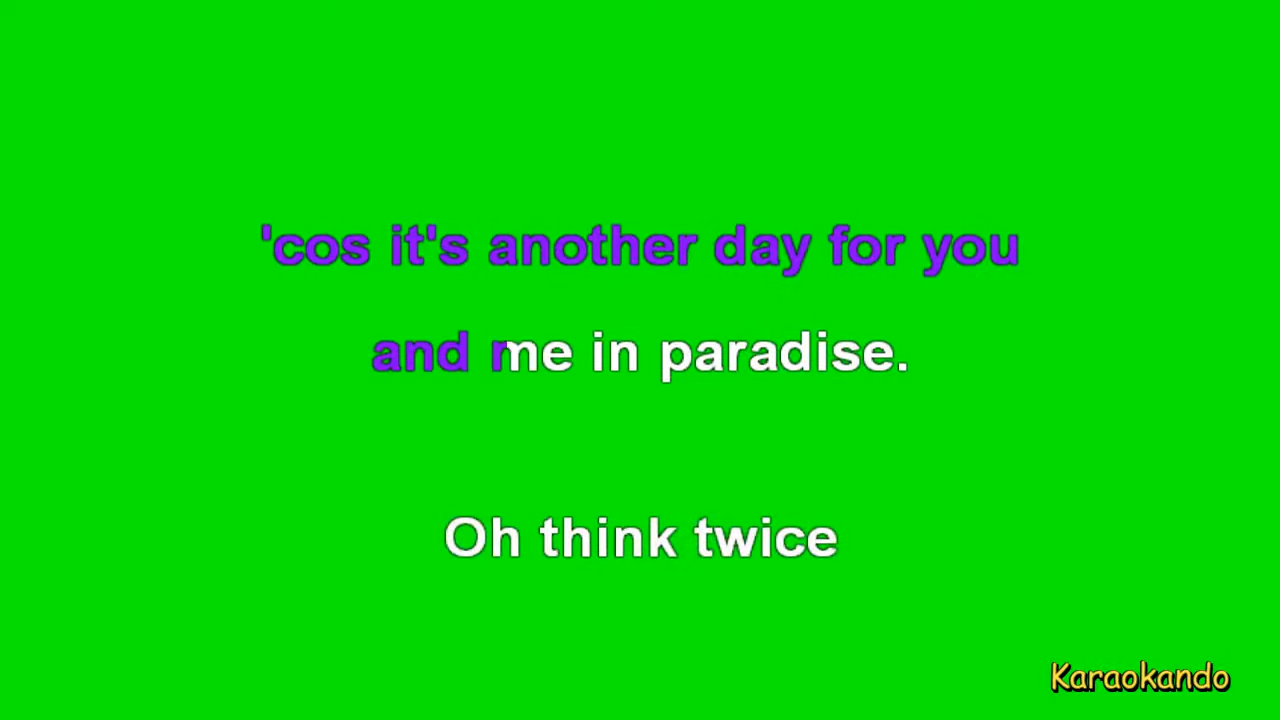 'cos it's another day for you
and me in paradise.
Oh think twice
Karaokando